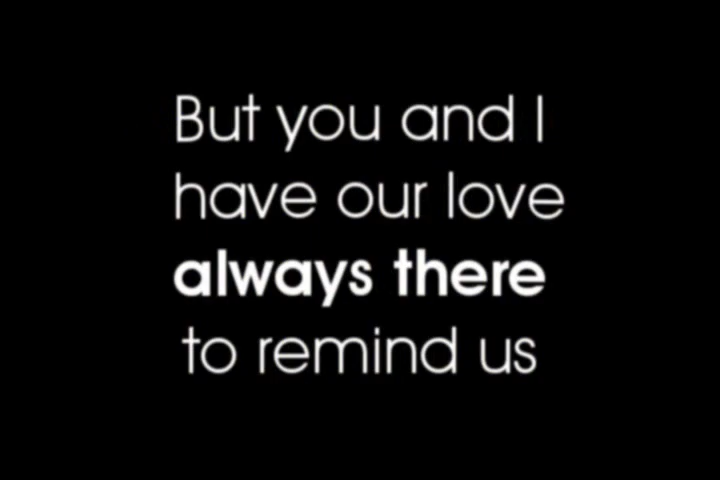 But you and I
have our love
always there
to remind us